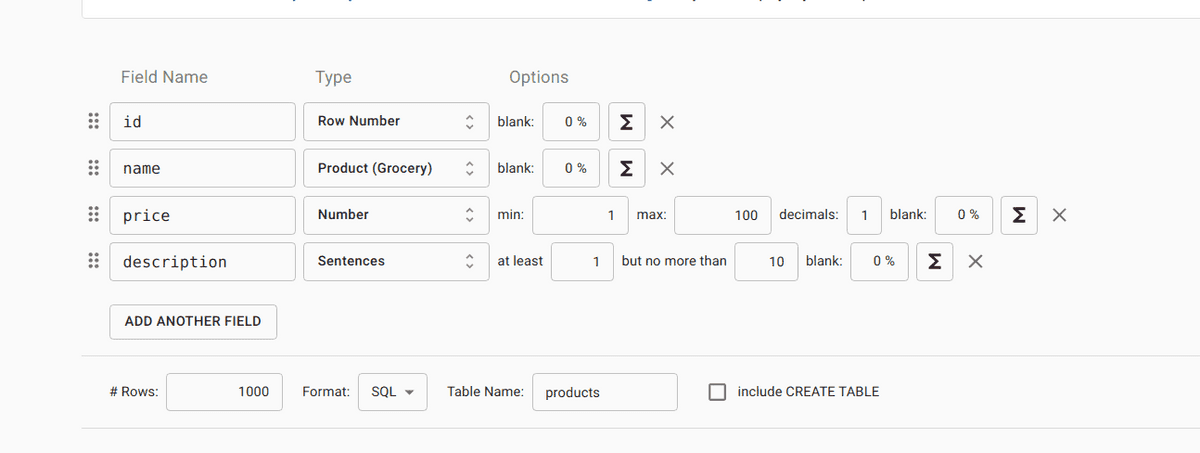 Field Name Type Options
id Row Number blank: 0 %
name Product (Grocery) blank: 0 %
price Number min: 1 max: 100 decimals: 1 blank: 0 %
description Sentences at least 1 but no more than 10 blank: 0 %
ADD ANOTHER FIELD
# Rows: 1000 Format: SQL Table Name: products include CREATE TABLE